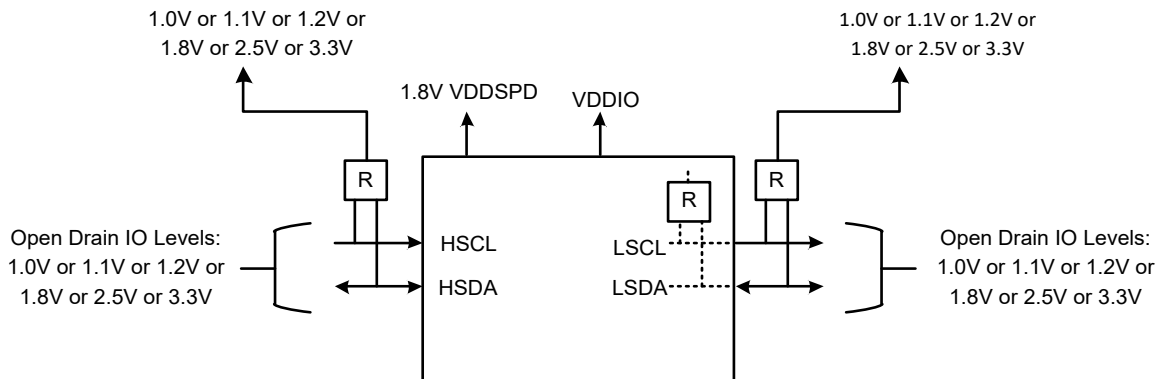 1.0V or 1.1V or 1.2V or
1.8V or 2.5V or 3.3V
1.0V or 1.1V or 1.2V or
1.8V or 2.5V or 3.3V
1.8V VDDSPD
VDDIO
R
R
R
Open Drain IO Levels:
1.0V or 1.1V or 1.2V or
1.8V or 2.5V or 3.3V
HSCL
HSDA
LSCL
LSDA
Open Drain IO Levels:
1.0V or 1.1V or 1.2V or
1.8V or 2.5V or 3.3V